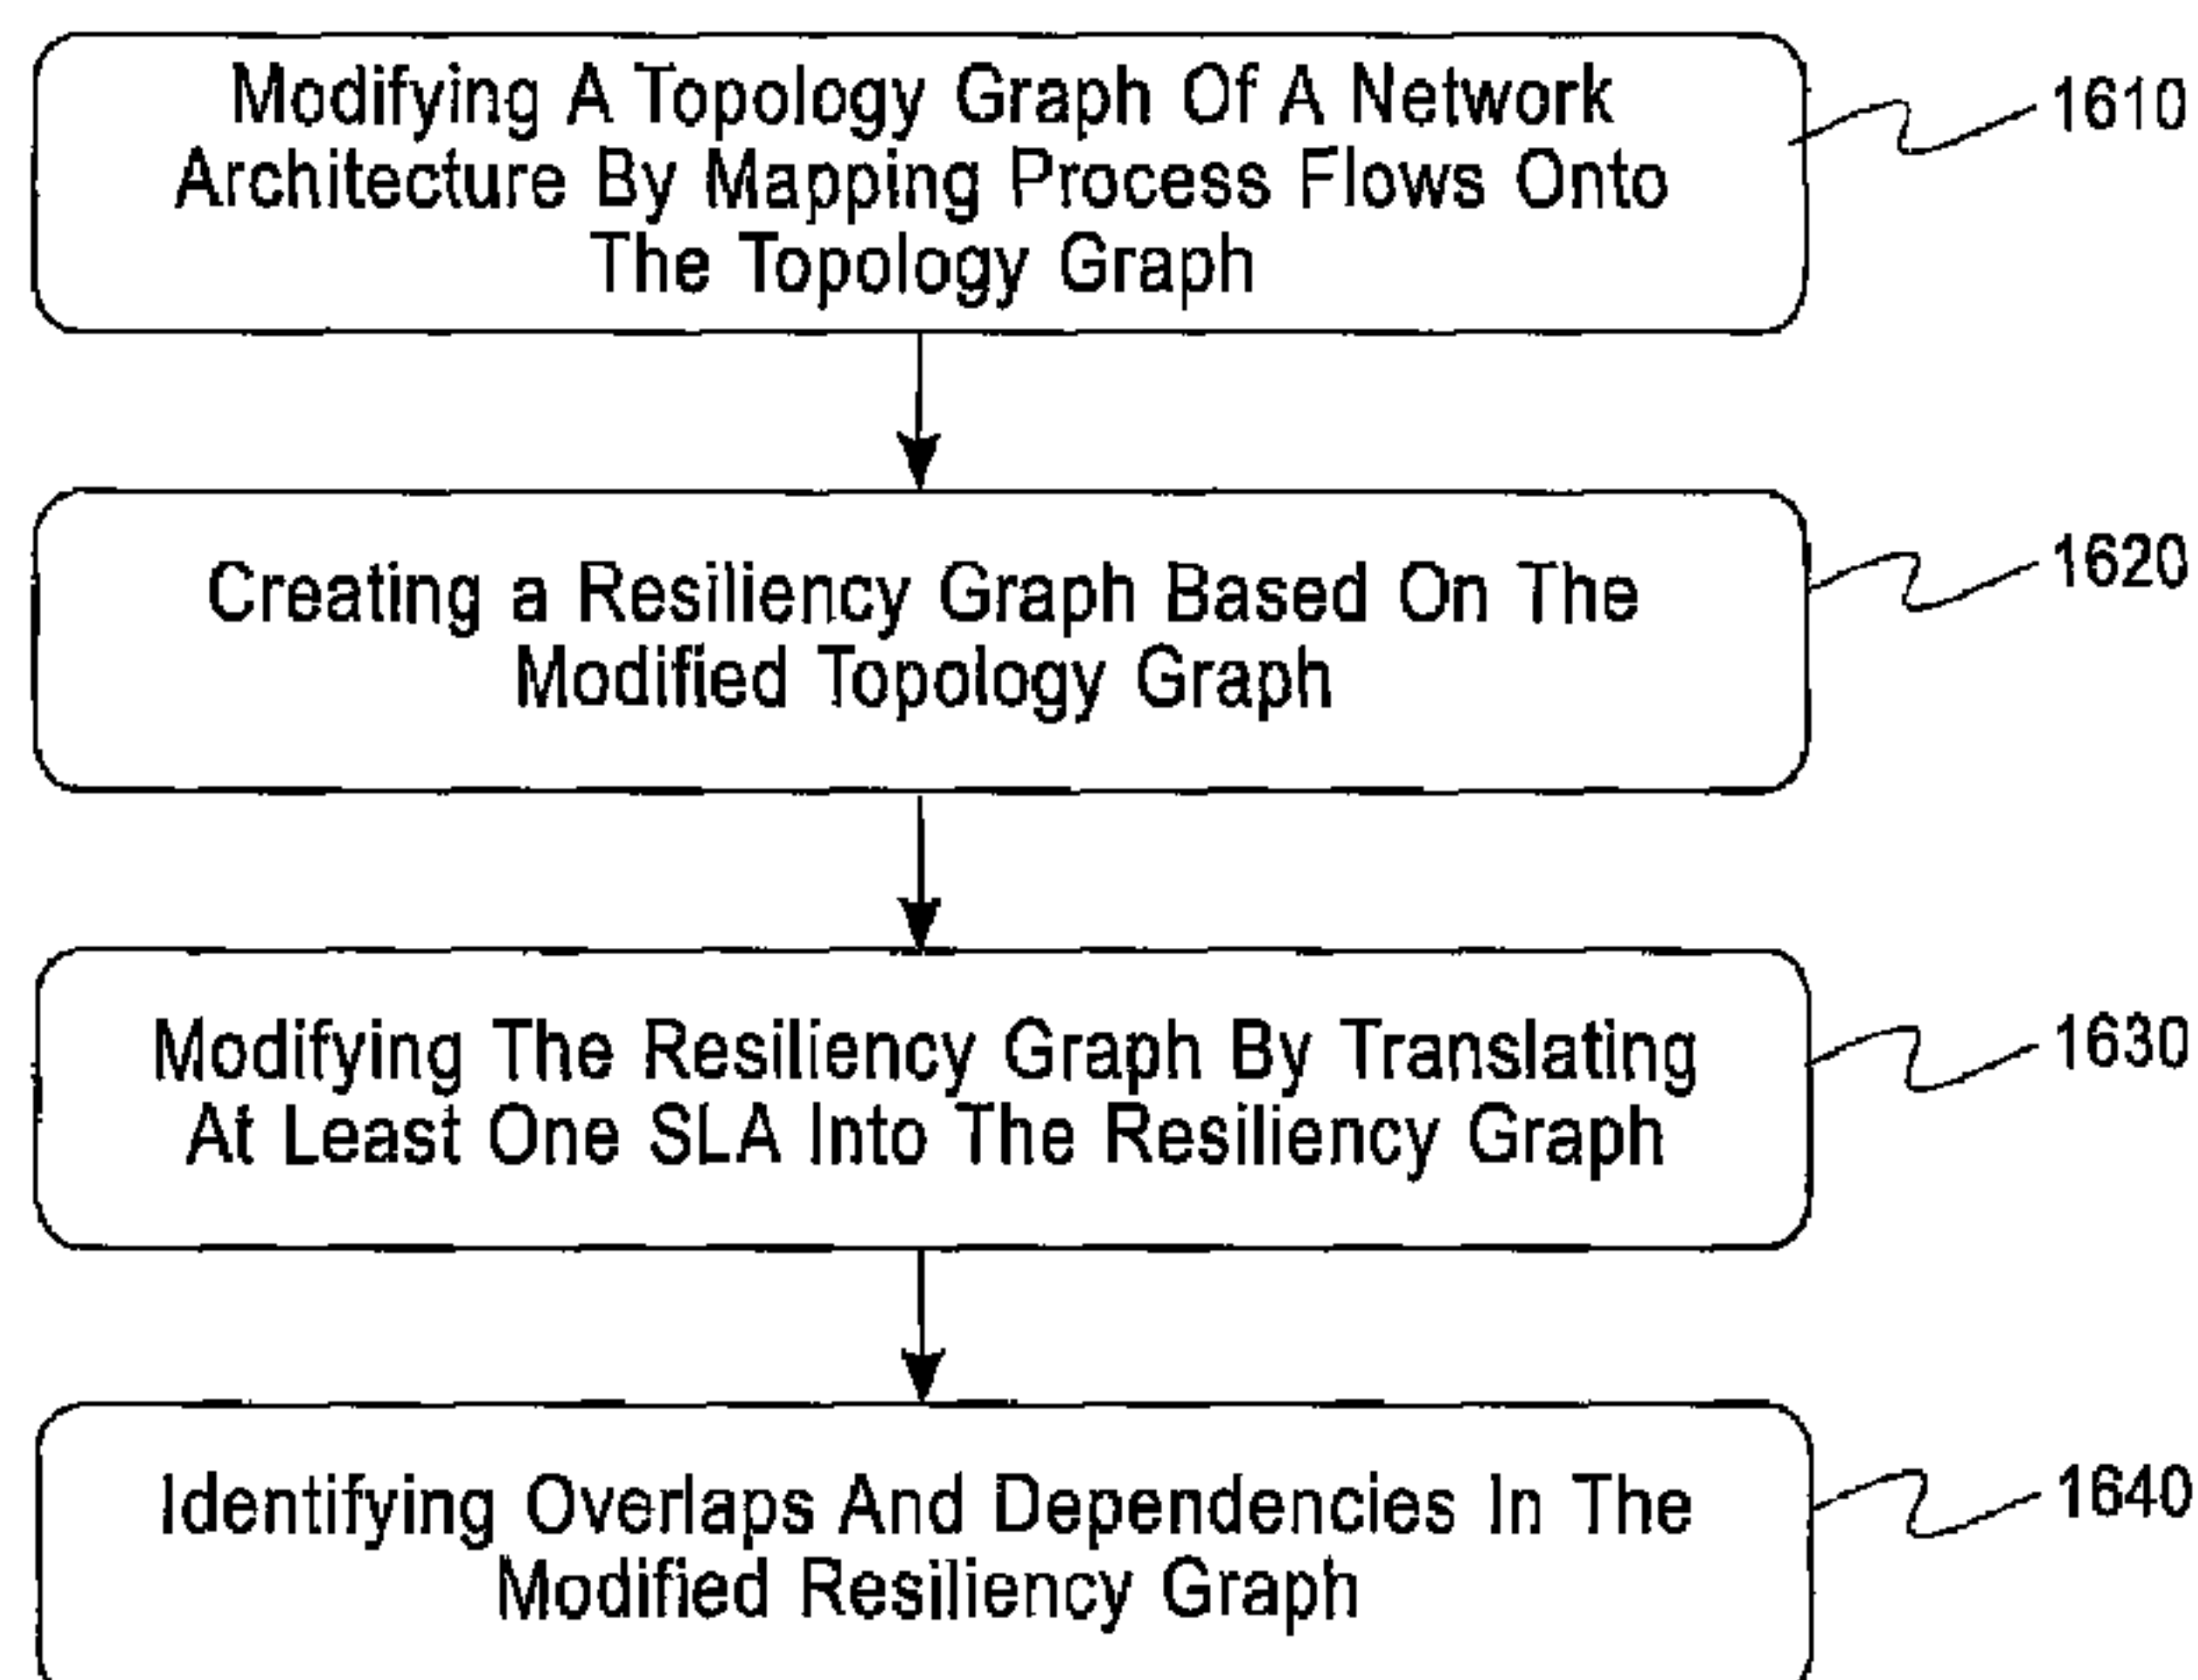 Modifying A Topology Graph Of A Network
Architecture By Mapping Process Flows Onto
The Topology Graph
1610
Creating a Resiliency Graph Based On The
Modified Topology Graph
1620
Modifying The Resiliency Graph By Translating
At Least One SLA Into The Resiliency Graph
1630
Identifying Overlaps And Dependencies In The
Modified Resiliency Graph
1640